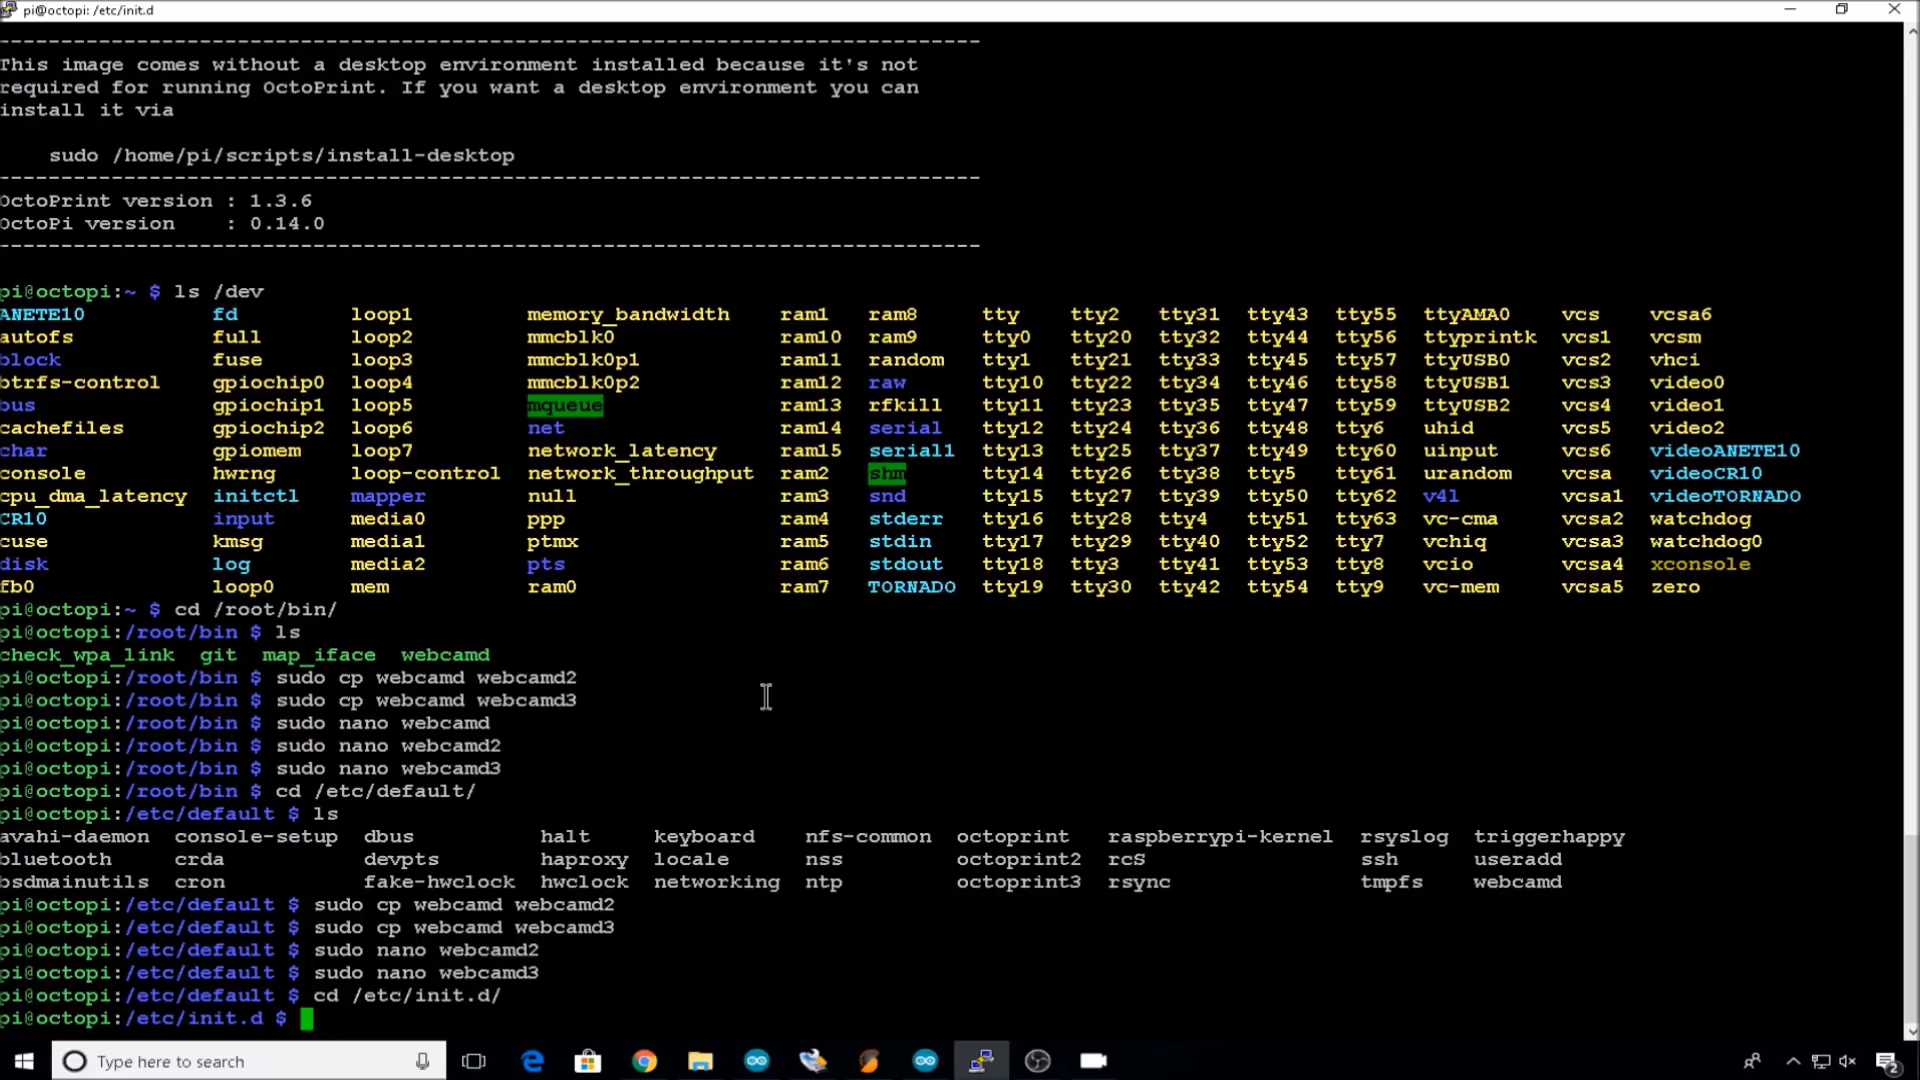 pi@octopi: /etc/init.d
This image comes without a desktop environment installed because it's not
required for running OctoPrint. If you want a desktop environment you can
install it via
sudo /home/pi/scripts/install-desktop
OctoPrint version : 1.3.6
OctoPi version : 0.14.0
pi@octopi:~ $ ls /dev
ANETE10 fd loop1 memory_bandwidth ram1 ram8 tty tty2 tty31 tty43 tty55 ttyAMA0 vcs vcsa6
autofs full loop2 mmcblk0 ram10 ram9 tty0 tty20 tty32 tty44 tty56 ttyprintk vcs1 vcsm
block fuse loop3 mmcblk0p1 ram11 random tty1 tty21 tty33 tty45 tty57 ttyUSB0 vcs2 vhci
btrfs-control gpiochip0 loop4 mmcblk0p2 ram12 raw tty10 tty22 tty34 tty46 tty58 ttyUSB1 vcs3 video0
bus gpiochip1 loop5 mqueue ram13 rfkill tty11 tty23 tty35 tty47 tty59 ttyUSB2 vcs4 video1
cachefiles gpiochip2 loop6 net ram14 serial tty12 tty24 tty36 tty48 tty6 uhid vcs5 video2
char gpiomem loop7 network_latency ram15 serial1 tty13 tty25 tty37 tty49 tty60 uinput vcs6 videoANETE10
console hwrng loop-control network_throughput ram2 shm tty14 tty26 tty38 tty5 tty61 urandom vcsa videoCR10
cpu_dma_latency initctl mapper null ram3 snd tty15 tty27 tty39 tty50 tty62 v4l vcsa1 videoTORNADO
CR10 input media0 ppp ram4 stderr tty16 tty28 tty4 tty51 tty63 vc-cma vcsa2 watchdog
cuse kmsg media1 ptmx ram5 stdin tty17 tty29 tty40 tty52 tty7 vchiq vcsa3 watchdog0
disk log media2 pts ram6 stdout tty18 tty3 tty41 tty53 tty8 vcio vcsa4 xconsole
fb0 loop0 mem ram0 ram7 TORNADO tty19 tty30 tty42 tty54 tty9 vc-mem vcsa5 zero
pi@octopi:~ $ cd /root/bin/
pi@octopi:/root/bin $ ls
check_wpa_link git map_iface webcamd
pi@octopi:/root/bin $ sudo cp webcamd webcamd2
pi@octopi:/root/bin $ sudo cp webcamd webcamd3
pi@octopi:/root/bin $ sudo nano webcamd
pi@octopi:/root/bin $ sudo nano webcamd2
pi@octopi:/root/bin $ sudo nano webcamd3
pi@octopi:/root/bin $ cd /etc/default/
pi@octopi:/etc/default $ ls
avahi-daemon console-setup dbus halt keyboard nfs-common octoprint raspberrypi-kernel rsyslog triggerhappy
bluetooth crda devpts haproxy locale nss octoprint2 rcS ssh useradd
bsdmainutils cron fake-hwclock hwclock networking ntp octoprint3 rsync tmpfs webcamd
pi@octopi:/etc/default $ sudo cp webcamd webcamd2
pi@octopi:/etc/default $ sudo cp webcamd webcamd3
pi@octopi:/etc/default $ sudo nano webcamd2
pi@octopi:/etc/default $ sudo nano webcamd3
pi@octopi:/etc/default $ cd /etc/init.d/
pi@octopi:/etc/init.d $
Type here to search
2